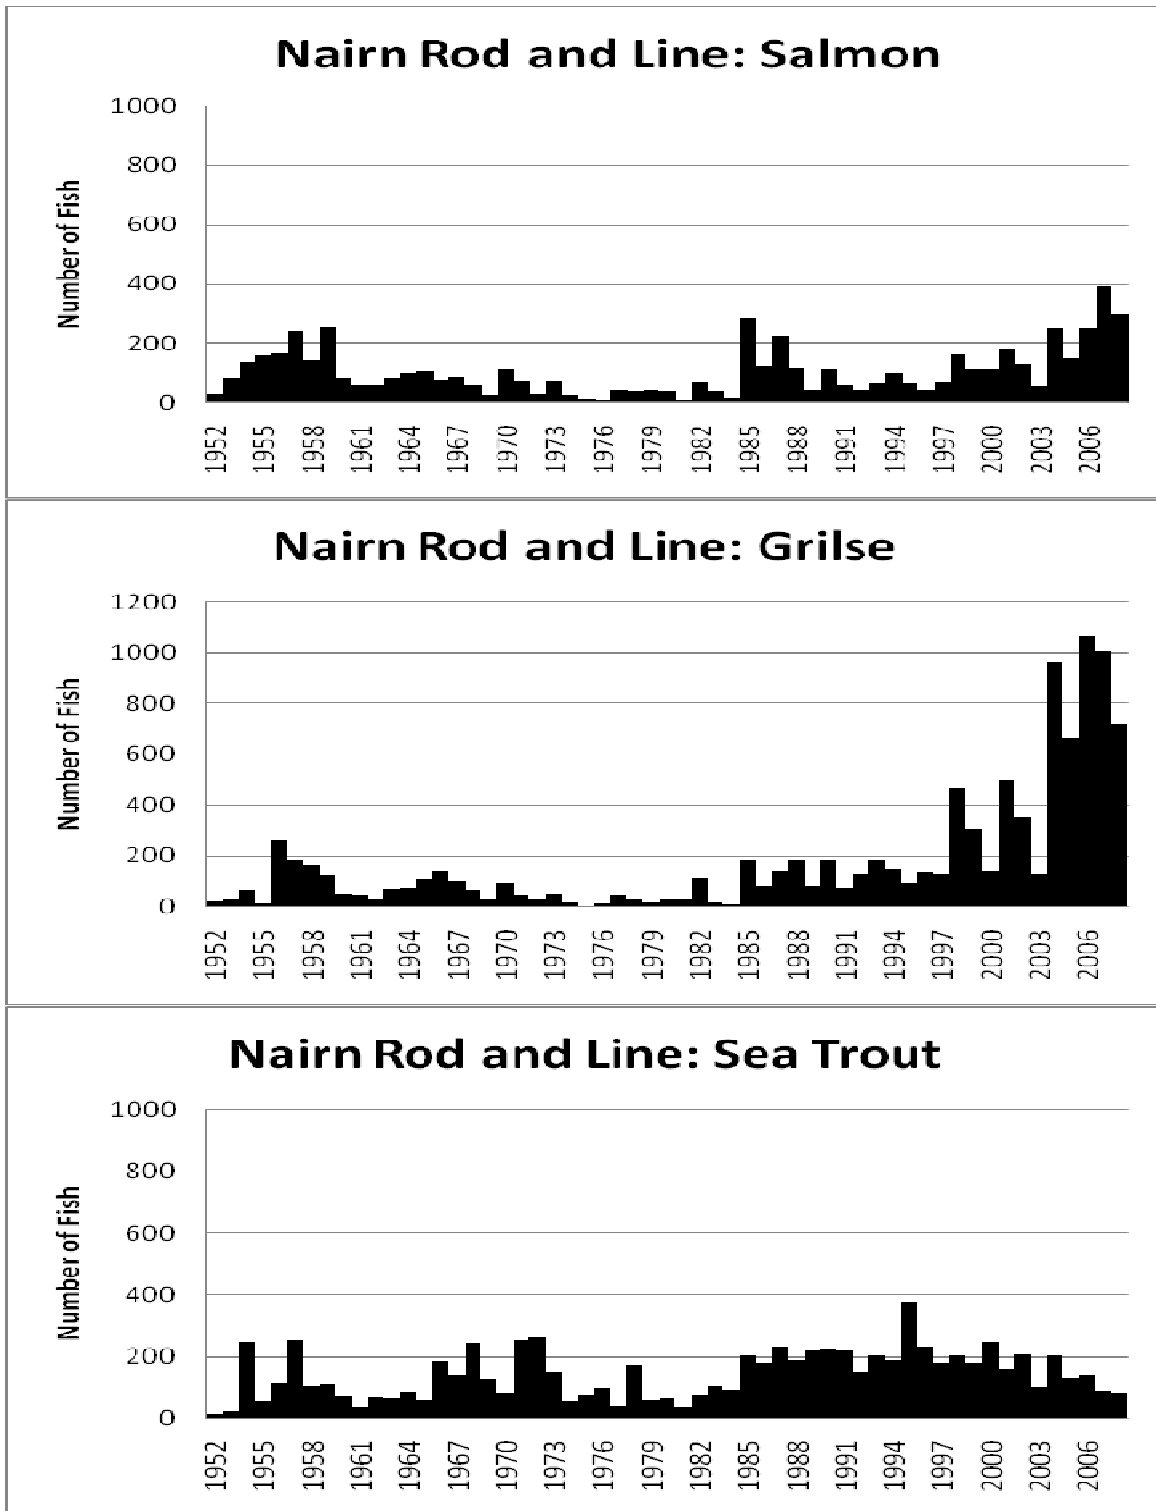 Nairn Rod and Line: Salmon
Number of Fish
1000
800
600
400
200
0
1952 1955 1958 1961 1964 1967 1970 1973 1976 1979 1982 1985 1988 1991 1994 1997 2000 2003 2006
Nairn Rod and Line: Grilse
Number of Fish
1200
1000
800
600
400
200
0
1952 1955 1958 1961 1964 1967 1970 1973 1976 1979 1982 1985 1988 1991 1994 1997 2000 2003 2006
Nairn Rod and Line: Sea Trout
Number of Fish
1000
800
600
400
200
0
1952 1955 1958 1961 1964 1967 1970 1973 1976 1979 1982 1985 1988 1991 1994 1997 2000 2003 2006